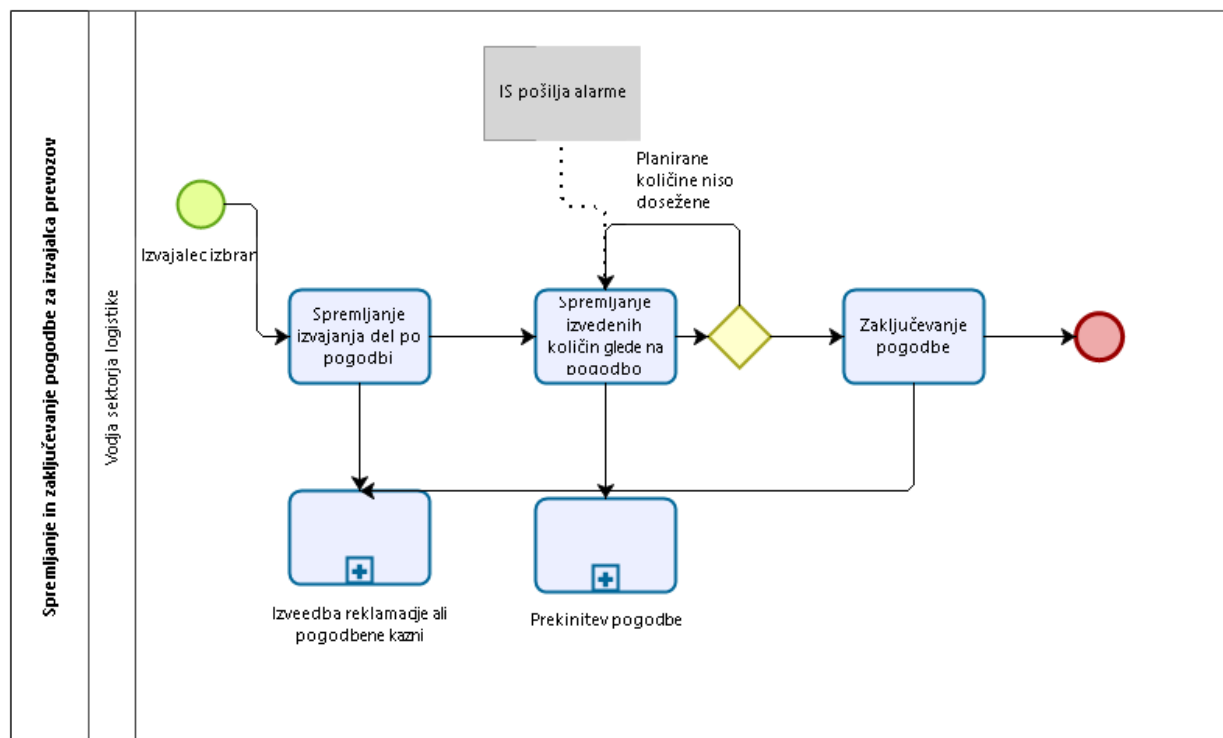 Spremljanje in zaključevanje pogodbe za izvajalca prevozov
Vodja sektorja logistike
IS pošilja alarme
Planirane
količine niso
dosežene
Izvajalec izbran
Spremljanje
izvajanja del po
pogodbi
Spremljanje
izvedenih
količin glede na
pogodbo
Zaključevanje
pogodbe
Izveedba reklamacije ali
pogodbene kazni
Prekinitev pogodbe